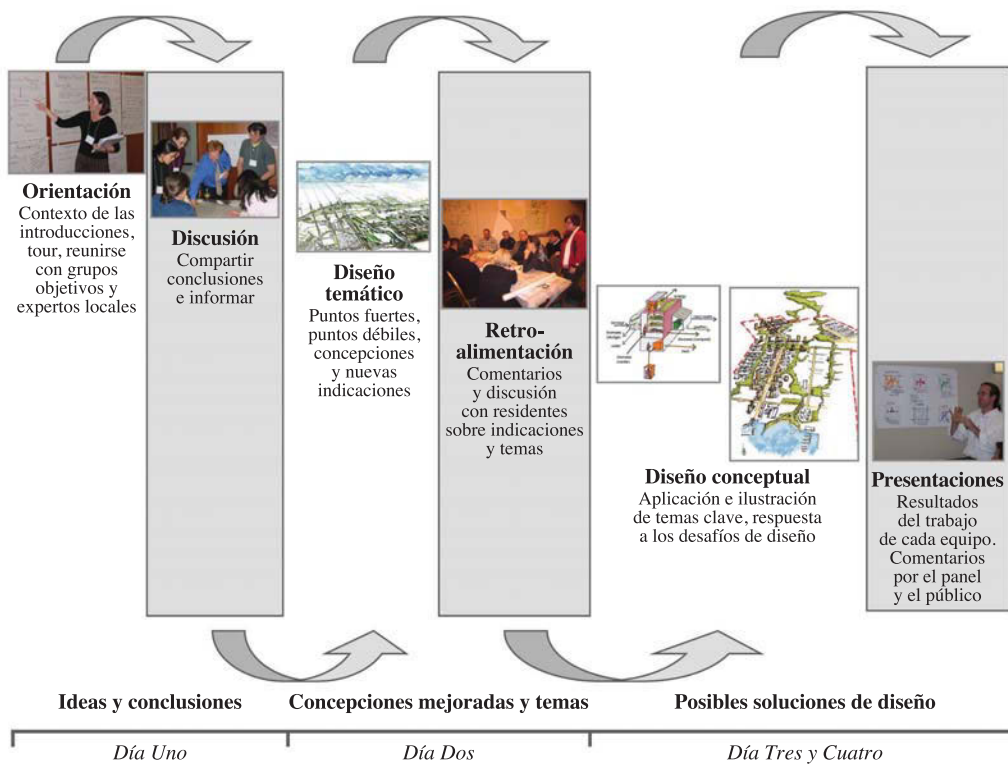 Orientación
Contexto de las
introducciones,
tour, reunirse
con grupos
objetivos y
expertos locales
Discusión
Compartir
conclusiones
e informar
Diseño
temático
Puntos fuertes,
puntos débiles,
concepciones
y nuevas
indicaciones
Retro-
alimentación
Comentarios
y discusión
con residentes
sobre indicaciones
y temas
Diseño conceptual
Aplicación e ilustración
de temas clave, respuesta
a los desafíos de diseño
Presentaciones
Resultados
del trabajo
de cada equipo.
Comentarios
por el panel
y el público
Ideas y conclusiones
Concepciones mejoradas y temas
Posibles soluciones de diseño
Día Uno
Día Dos
Día Tres y Cuatro